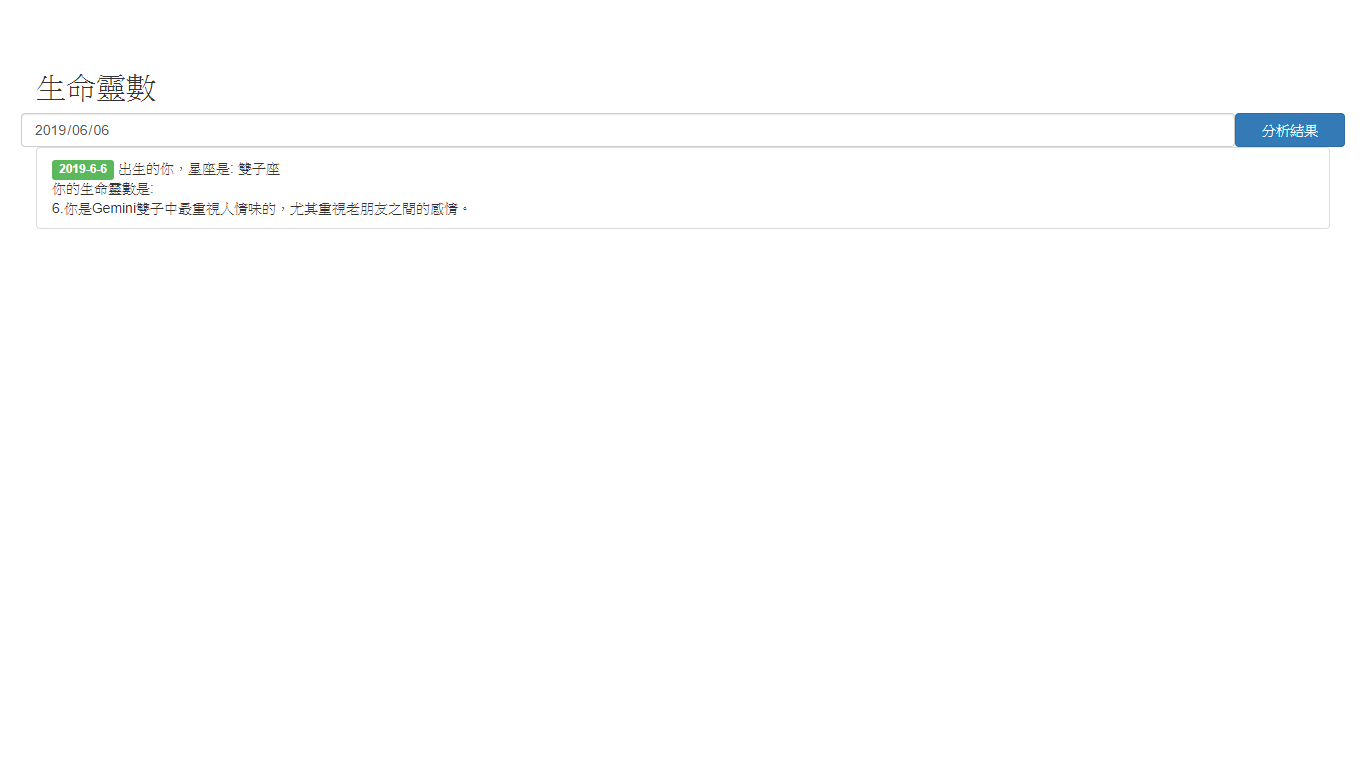 生命靈數
2019/06/06
分析結果
2019-6-6 出生的你，星座是: 雙子座
你的生命靈數是:
6.你是Gemini雙子中最重視人情味的，尤其重視老朋友之間的感情。